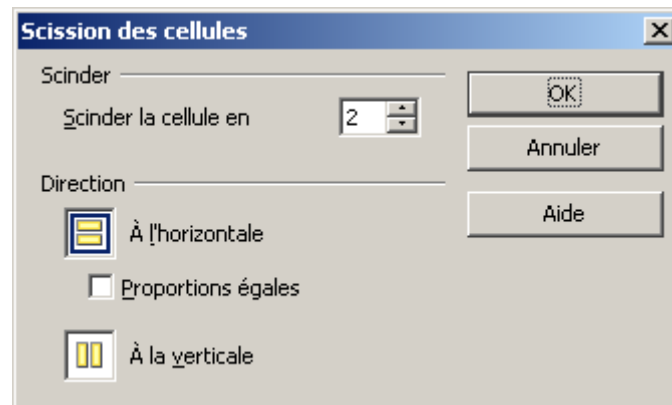 Scission des cellules
Scinder
Scinder la cellule en 2
OK
Annuler
Direction
Aide
À l'horizontale
Proportions égales
À la verticale